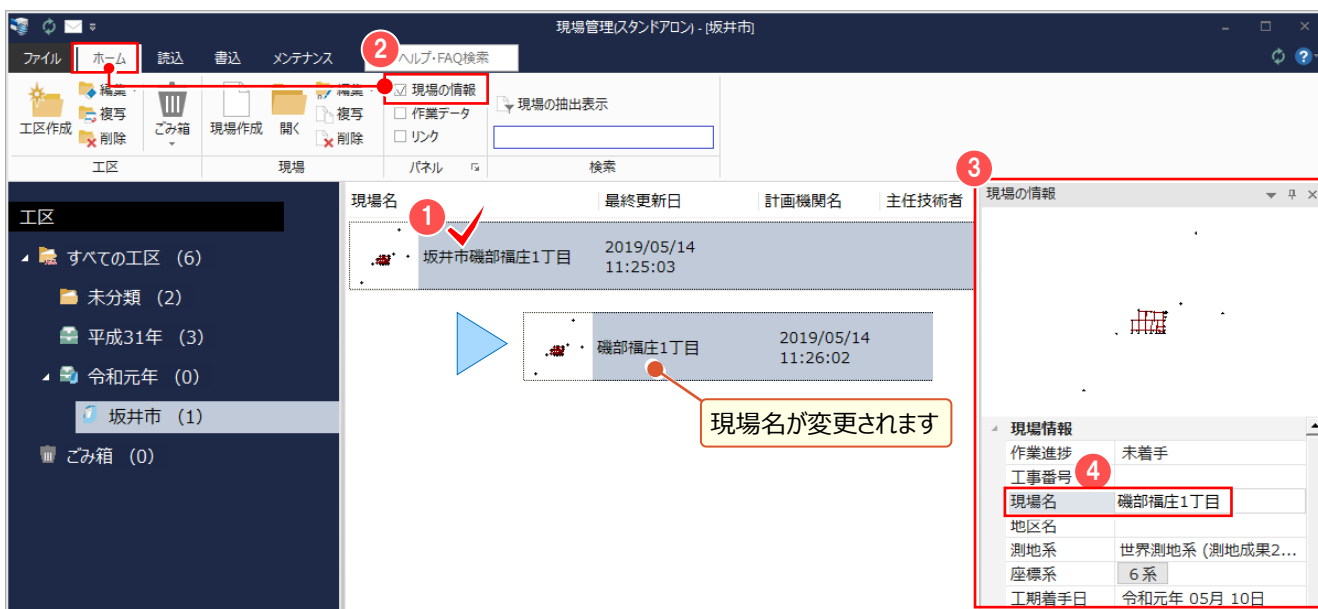 現場管理(スタンドアロン) - [坂井市]
ファイル ホーム 読込 書込 メンテナンス 2 ヘルプ・FAQ検索
工区作成 編集 複写 削除 ごみ箱 現場作成 開く 編集 複写 削除
現場の情報
作業データ
リンク
現場の抽出表示
工区 現場 パネル 検索
工区
すべての工区 (6)
未分類 (2)
平成31年 (3)
令和元年 (0)
坂井市 (1)
ごみ箱 (0)
現場名 最終更新日 計画機関名 主任技術者
1
坂井市磯部福庄1丁目 2019/05/14
11:25:03
磯部福庄1丁目 2019/05/14
11:26:02
現場名が変更されます
3
現場の情報
現場情報
作業進捗 未着手
工事番号 4
現場名 磯部福庄1丁目
地区名
測地系 世界測地系 (測地成果2...
座標系 6系
工期着手日 令和元年 05月 10日